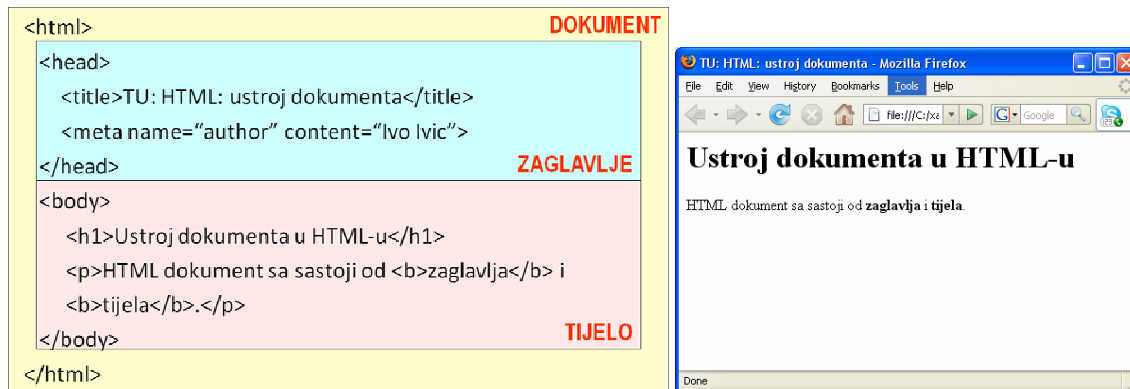 <html>
DOKUMENT
<head>
<title>TU: HTML: ustroj dokumenta</title>
<meta name=“author” content=“Ivo Ivic”>
</head>
ZAGLAVLJE
<body>
<h1>Ustroj dokumenta u HTML-u</h1>
<p>HTML dokument sa sastoji od <b>zaglavlja</b> i
<b>tijela</b>.</p>
</body>
TIJELO
</html>
TU: HTML: ustroj dokumenta - Mozilla Firefox
File Edit View History Bookmarks Tools Help
file:///C:/xa
G Google
Ustroj dokumenta u HTML-u
HTML dokument sa sastoji od zaglavlja i tijela.
Done